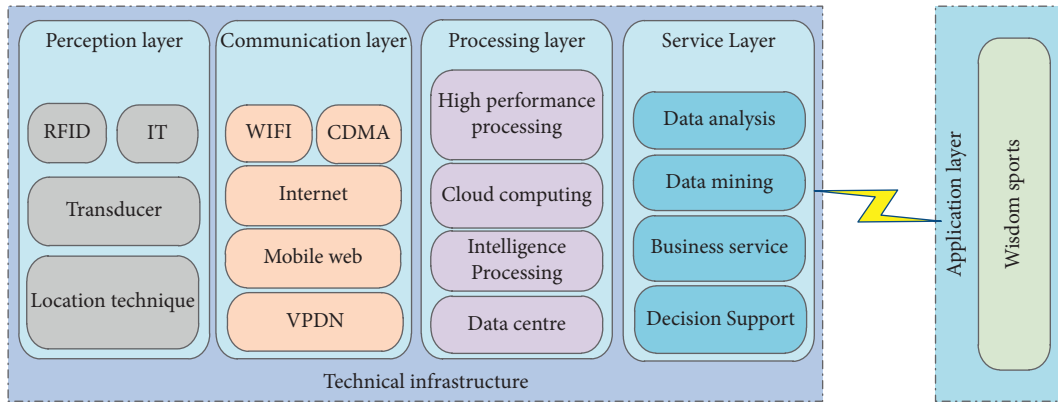 Perception layer
RFID
IT
Transducer
Location technique
Communication layer
WIFI
CDMA
Internet
Mobile web
VPDN
Processing layer
High performance
processing
Cloud computing
Intelligence
Processing
Data centre
Service Layer
Data analysis
Data mining
Business service
Decision Support
Technical infrastructure
Application layer
Wisdom sports